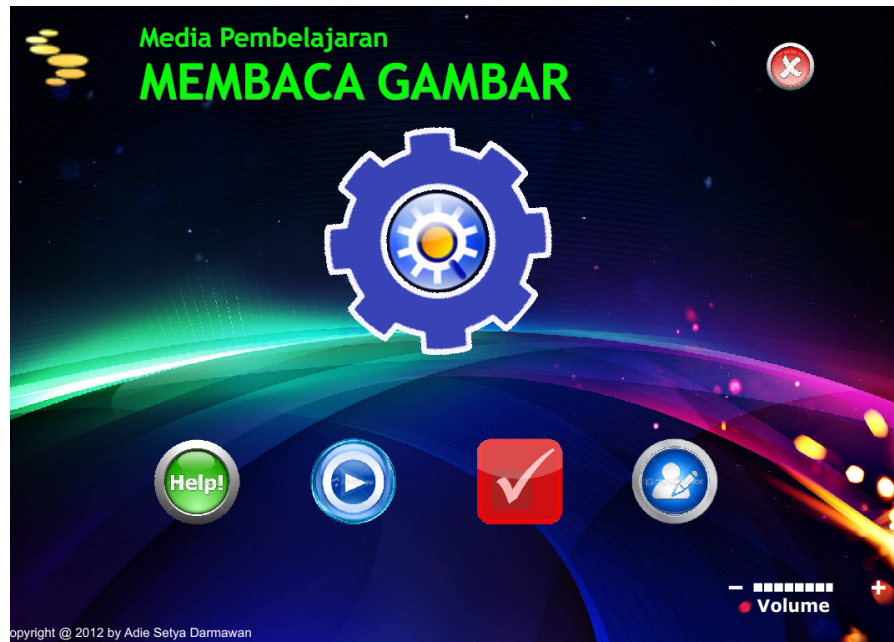 Media Pembelajaran
MEMBACA GAMBAR
Help!
- +
Volume
opyright @ 2012 by Adie Setya Darmawan